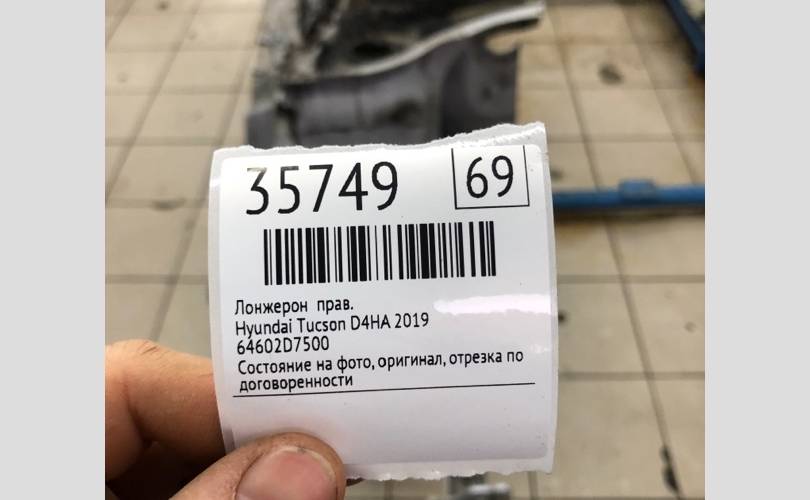 35749 69
Лонжерон прав.
Hyundai Tucson D4HA 2019
64602D7500
Состояние на фото, оригинал, отрезка по
договоренности